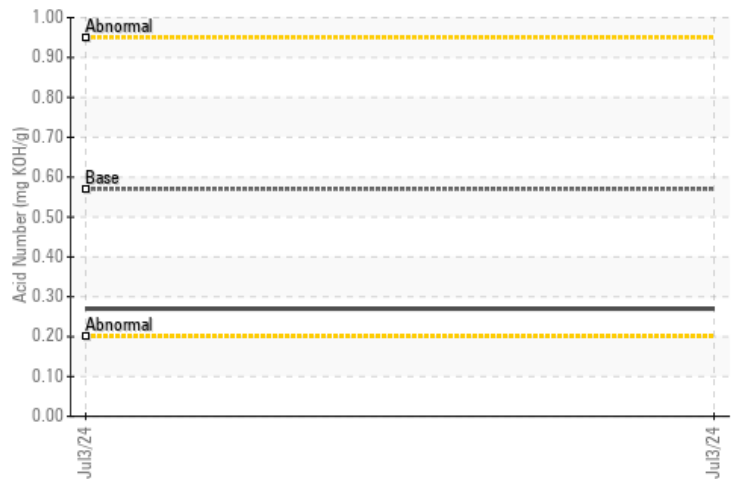 1.00
Abnormal
0.90
0.80
0.70
0.60
Base
0.50
0.40
0.30
Abnormal
0.20
0.10
0.00
Acid Number (mg KOH/g)
Jul3/24
Jul3/24